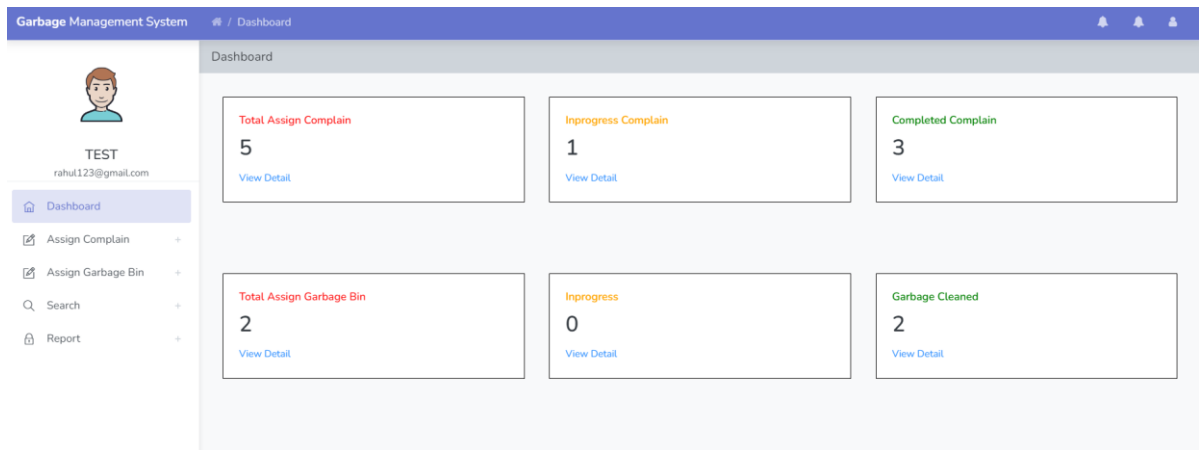 Garbage Management System / Dashboard
Dashboard
TEST
rahul123@gmail.com
Dashboard
Assign Complain +
Assign Garbage Bin +
Search +
Report +
Total Assign Complain
5
View Detail
Inprogress Complain
1
View Detail
Completed Complain
3
View Detail
Total Assign Garbage Bin
2
View Detail
Inprogress
0
View Detail
Garbage Cleaned
2
View Detail